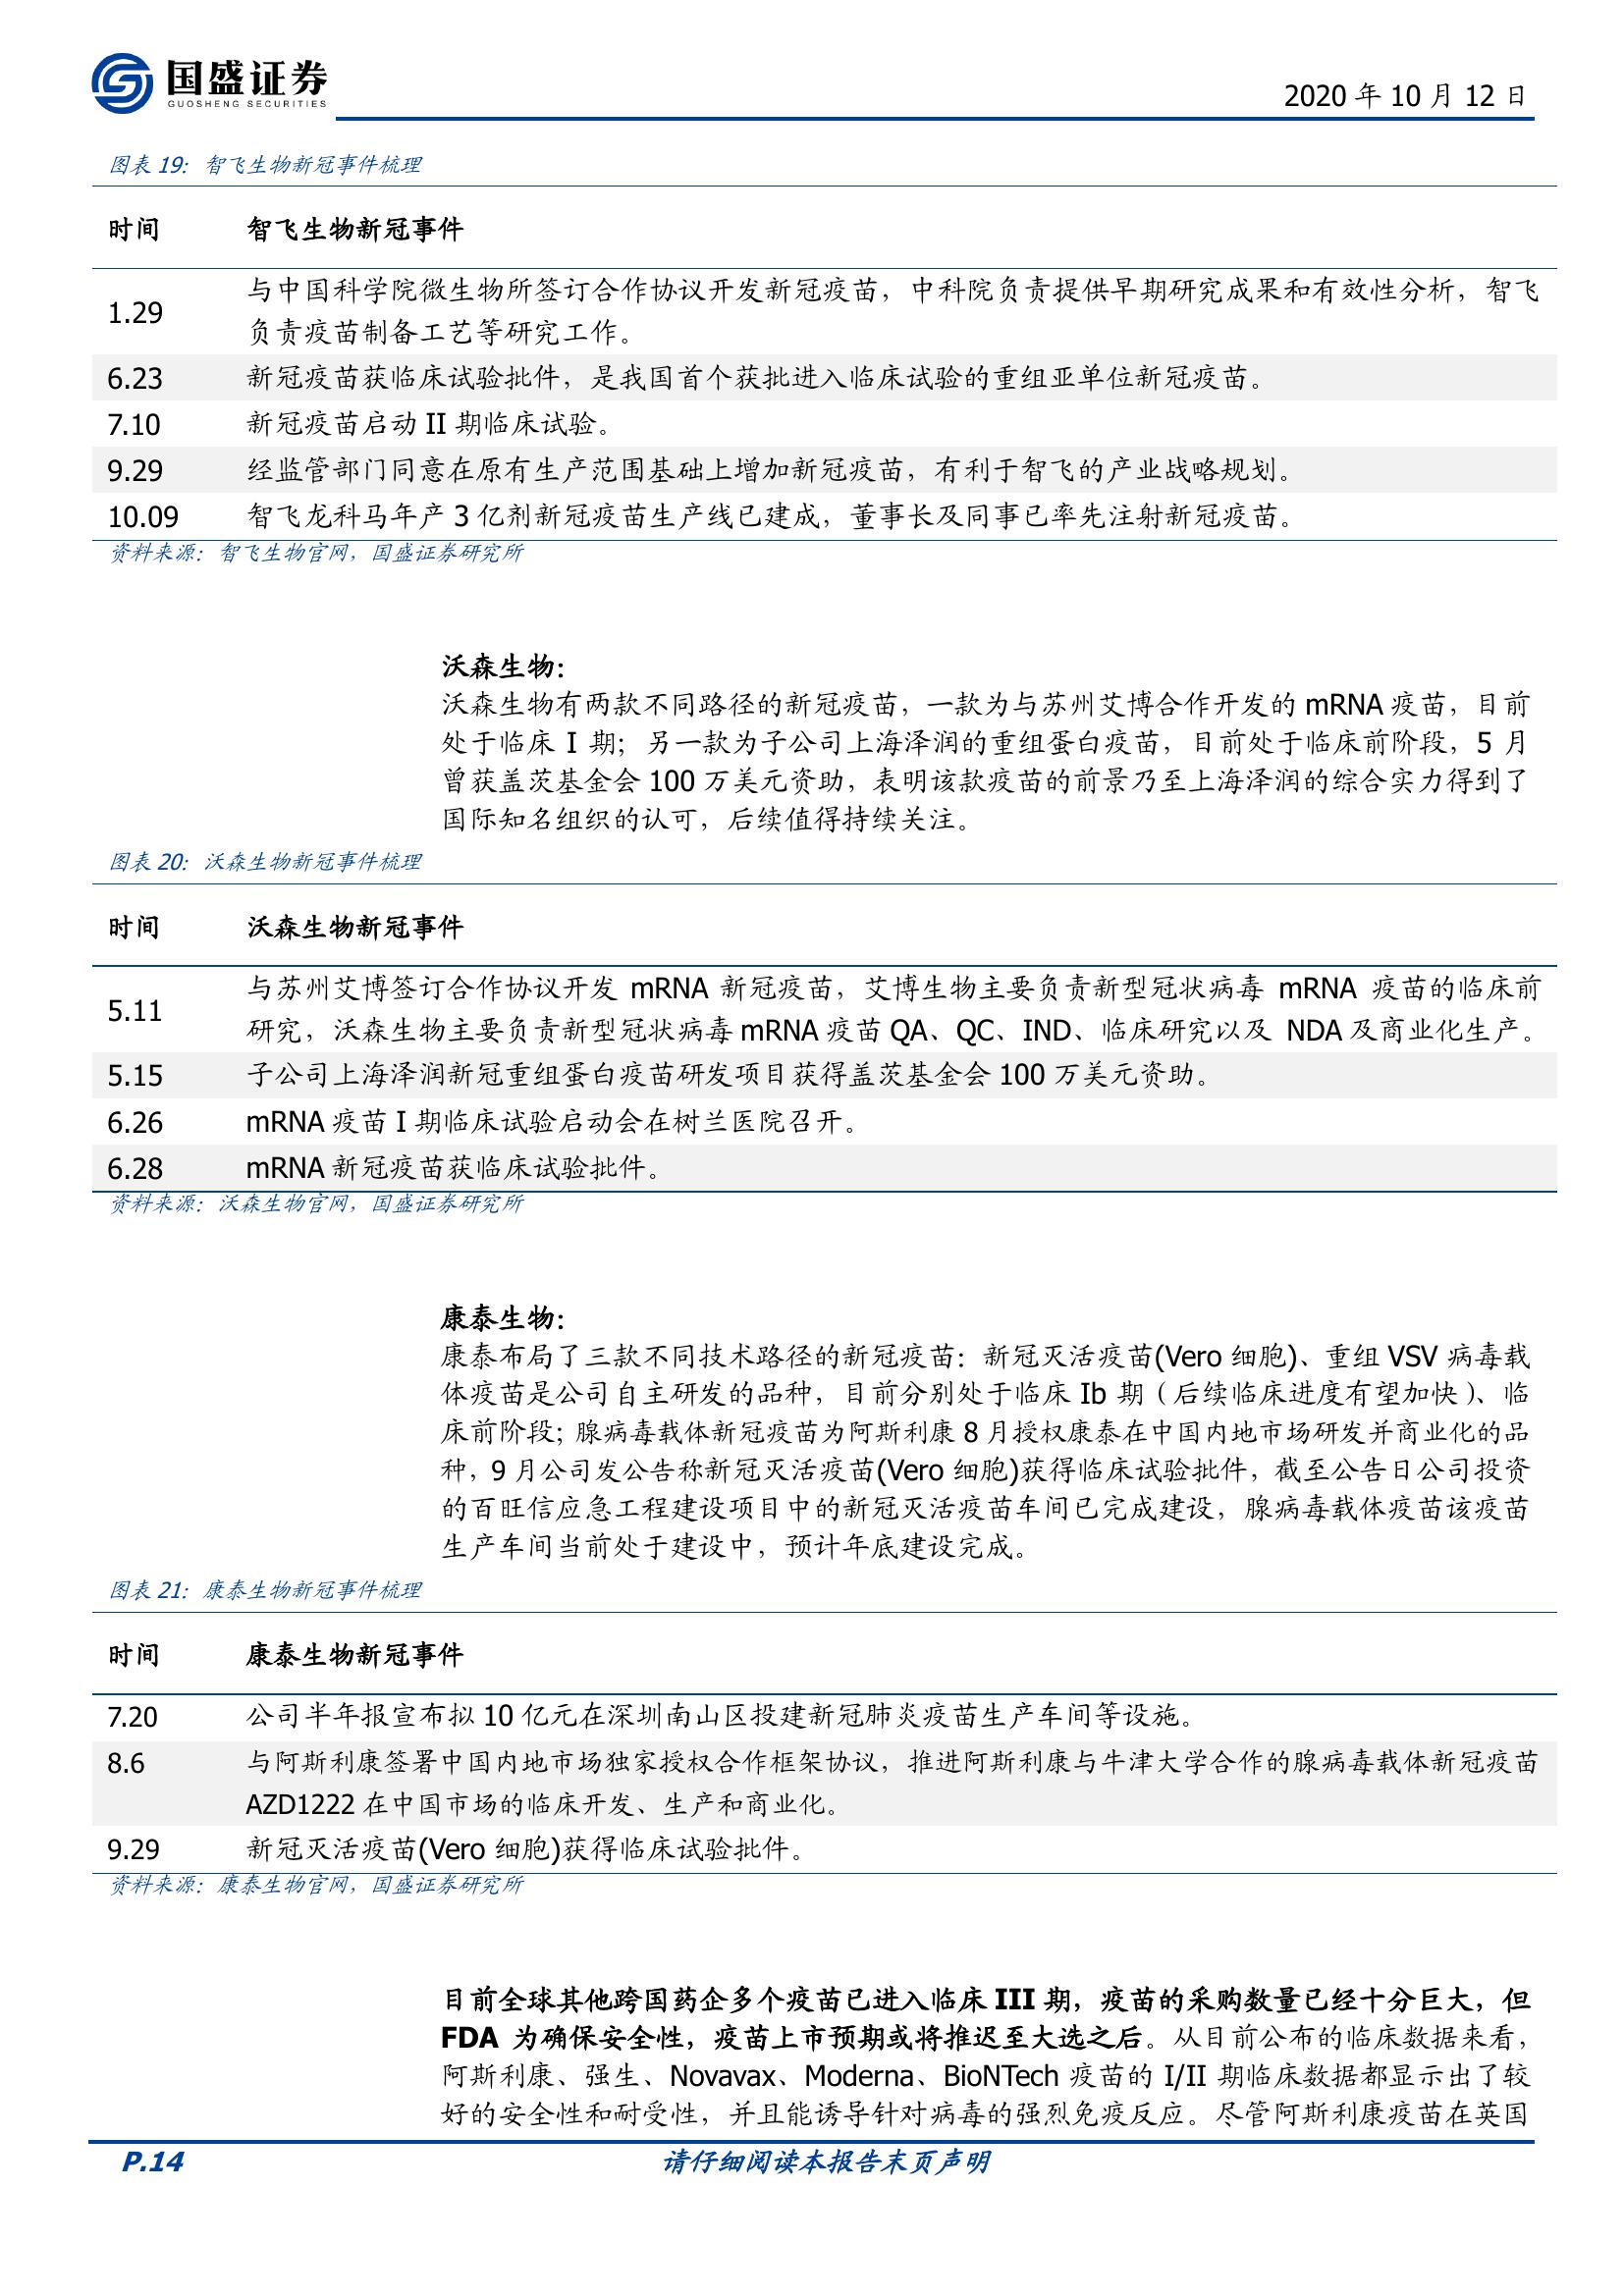 国盛证券
GUOSHENG SECURITIES
2020 年 10 月 12 日
图表 19：智飞生物新冠事件梳理
时间 智飞生物新冠事件
1.29 与中国科学院微生物所签订合作协议开发新冠疫苗，中科院负责提供早期研究成果和有效性分析，智飞
负责疫苗制备工艺等研究工作。
6.23 新冠疫苗获临床试验批件，是我国首个获批进入临床试验的重组亚单位新冠疫苗。
7.10 新冠疫苗启动 II 期临床试验。
9.29 经监管部门同意在原有生产范围基础上增加新冠疫苗，有利于智飞的产业战略规划。
10.09 智飞龙科马年产 3 亿剂新冠疫苗生产线已建成，董事长及同事已率先注射新冠疫苗。
资料来源：智飞生物官网，国盛证券研究所
沃森生物：
沃森生物有两款不同路径的新冠疫苗，一款为与苏州艾博合作开发的 mRNA 疫苗，目前
处于临床 I 期；另一款为子公司上海泽润的重组蛋白疫苗，目前处于临床前阶段，5 月
曾获盖茨基金会 100 万美元资助，表明该款疫苗的前景乃至上海泽润的综合实力得到了
国际知名组织的认可，后续值得持续关注。
图表 20：沃森生物新冠事件梳理
时间 沃森生物新冠事件
5.11 与苏州艾博签订合作协议开发 mRNA 新冠疫苗，艾博生物主要负责新型冠状病毒 mRNA 疫苗的临床前
研究，沃森生物主要负责新型冠状病毒 mRNA 疫苗 QA、QC、IND、临床研究以及 NDA 及商业化生产。
5.15 子公司上海泽润新冠重组蛋白疫苗研发项目获得盖茨基金会 100 万美元资助。
6.26 mRNA 疫苗 I 期临床试验启动会在树兰医院召开。
6.28 mRNA 新冠疫苗获临床试验批件。
资料来源：沃森生物官网，国盛证券研究所
康泰生物：
康泰布局了三款不同技术路径的新冠疫苗：新冠灭活疫苗(Vero 细胞)、重组 VSV 病毒载
体疫苗是公司自主研发的品种，目前分别处于临床 Ib 期（后续临床进度有望加快）、临
床前阶段；腺病毒载体新冠疫苗为阿斯利康 8 月授权康泰在中国内地市场研发并商业化的品
种，9 月公司发公告称新冠灭活疫苗(Vero 细胞)获得临床试验批件，截至公告日公司投资
的百旺信应急工程建设项目中的新冠灭活疫苗车间已完成建设，腺病毒载体疫苗该疫苗
生产车间当前处于建设中，预计年底建设完成。
图表 21：康泰生物新冠事件梳理
时间 康泰生物新冠事件
7.20 公司半年报宣布拟 10 亿元在深圳南山区投建新冠肺炎疫苗生产车间等设施。
8.6 与阿斯利康签署中国内地市场独家授权合作框架协议，推进阿斯利康与牛津大学合作的腺病毒载体新冠疫苗
AZD1222 在中国市场的临床开发、生产和商业化。
9.29 新冠灭活疫苗(Vero 细胞)获得临床试验批件。
资料来源：康泰生物官网，国盛证券研究所
目前全球其他跨国药企多个疫苗已进入临床 III 期，疫苗的采购数量已经十分巨大，但
FDA 为确保安全性，疫苗上市预期或将推迟至大选之后。从目前公布的临床数据来看，
阿斯利康、强生、Novavax、Moderna、BioNTech 疫苗的 I/II 期临床数据都显示出了较
好的安全性和耐受性，并且能诱导针对病毒的强烈免疫反应。尽管阿斯利康疫苗在英国
P.14 请仔细阅读本报告末页声明